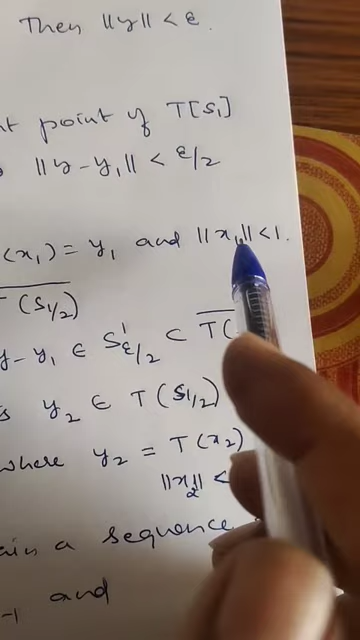 Then ||y|| < ε.
point of T[S₁]
||y - y₁|| < ε/2
(x₁) = y₁ and ||x₁|| < 1.
T(S₁/₂)
y - y₁ ∈ S'ε/₂ ⊂ T(
y₂ ∈ T(S₁/₂)
where y₂ = T(x₂)
||x₂|| <
a sequence
-1 and